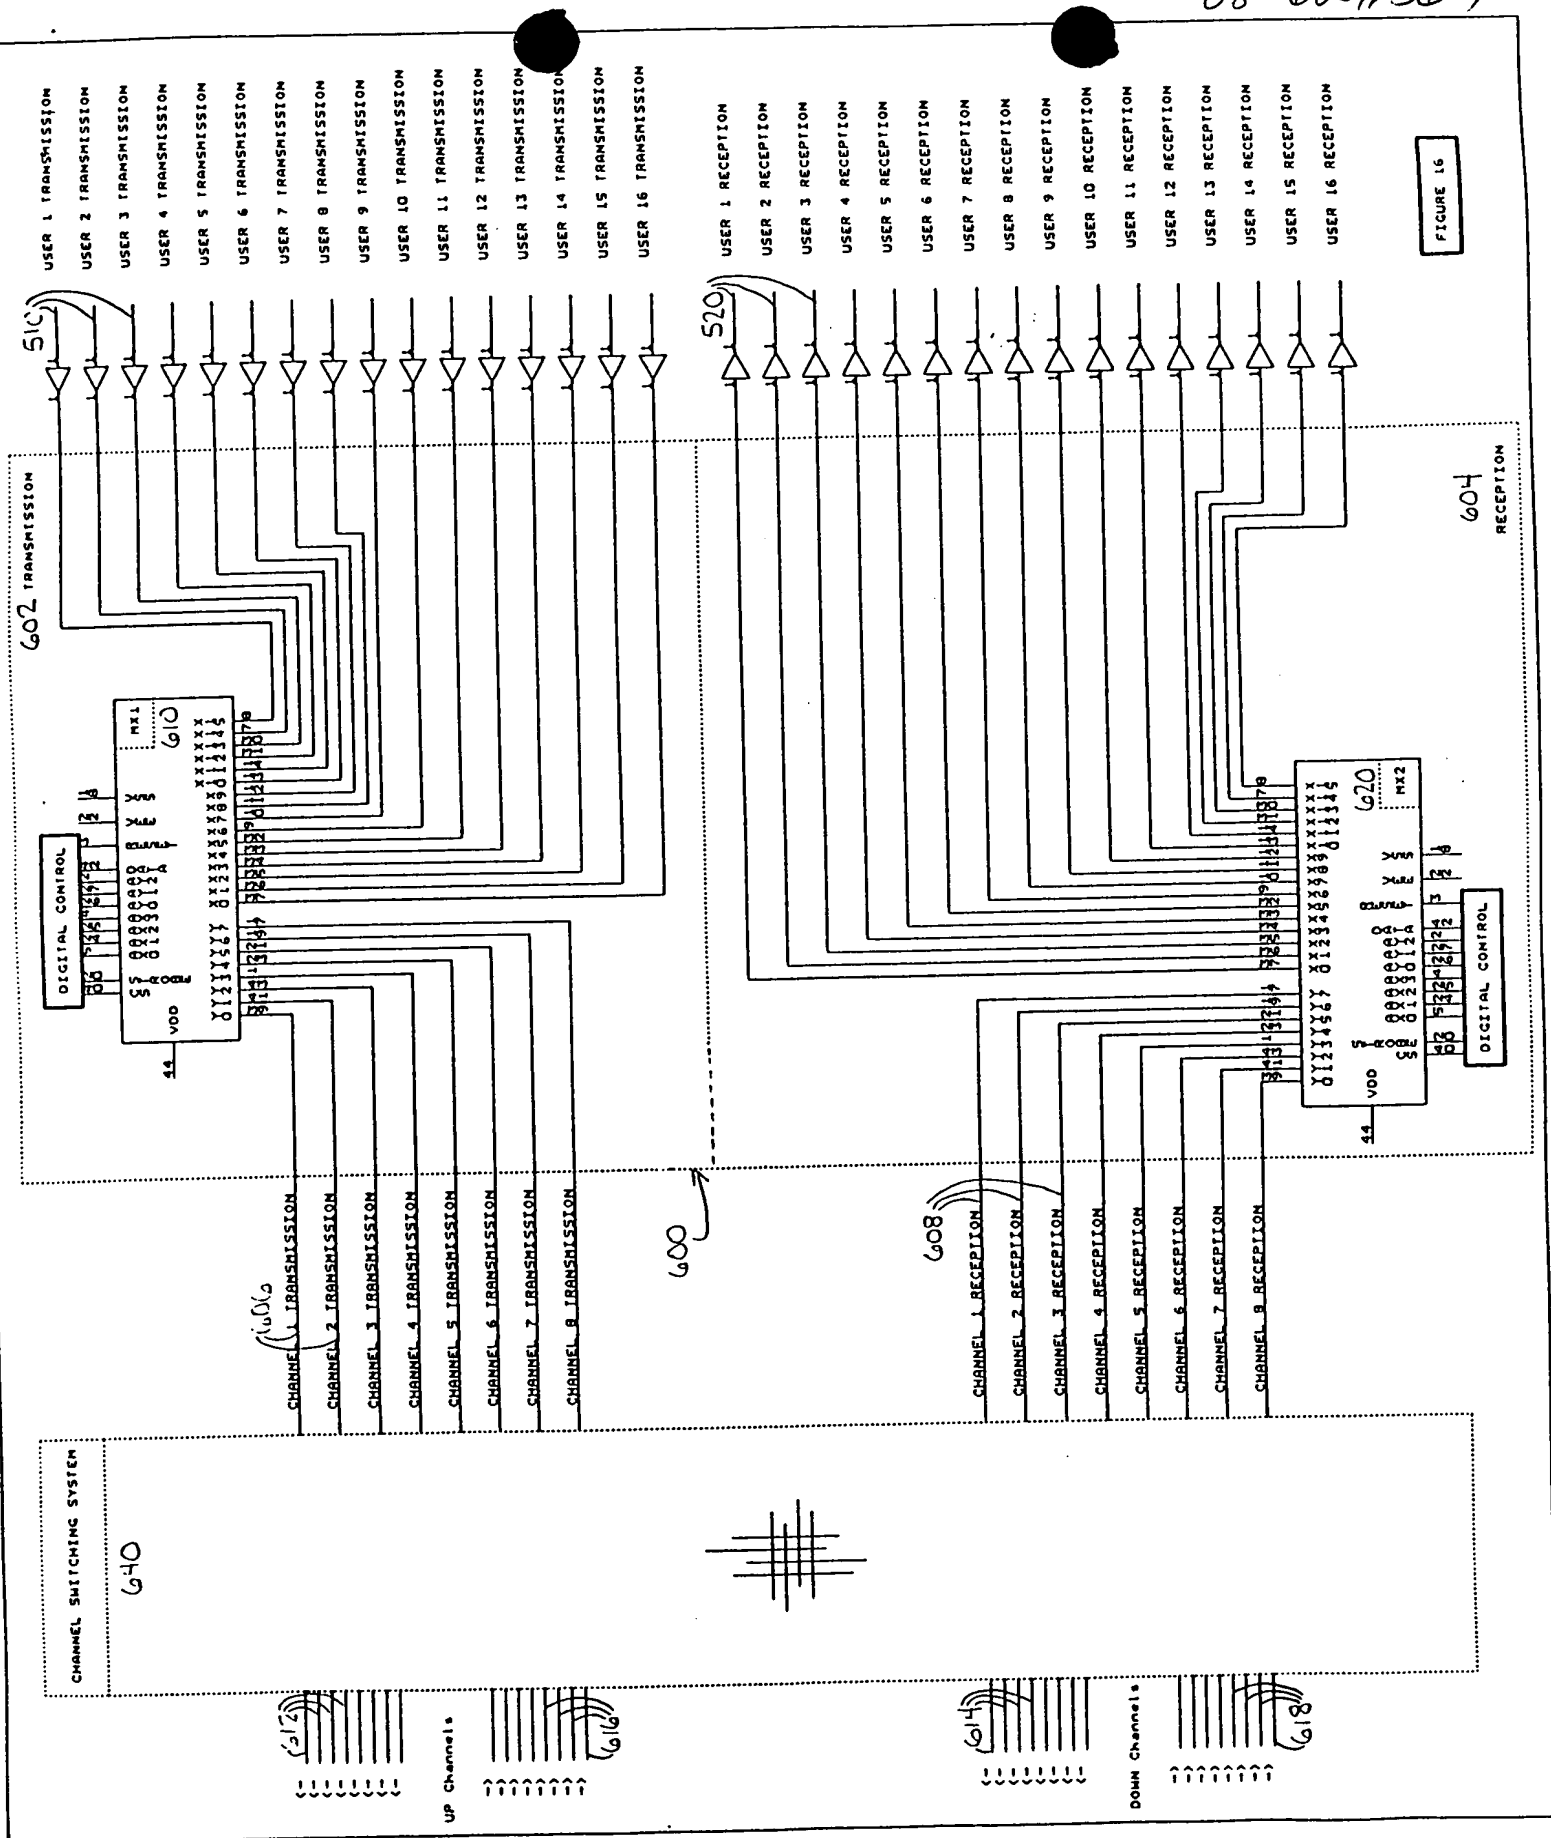 USER 1 TRANSMISSION
USER 2 TRANSMISSION
USER 3 TRANSMISSION
USER 4 TRANSMISSION
USER 5 TRANSMISSION
USER 6 TRANSMISSION
USER 7 TRANSMISSION
USER 8 TRANSMISSION
USER 9 TRANSMISSION
USER 10 TRANSMISSION
USER 11 TRANSMISSION
USER 12 TRANSMISSION
USER 13 TRANSMISSION
USER 14 TRANSMISSION
USER 15 TRANSMISSION
USER 16 TRANSMISSION
USER 1 RECEPTION
USER 2 RECEPTION
USER 3 RECEPTION
USER 4 RECEPTION
USER 5 RECEPTION
USER 6 RECEPTION
USER 7 RECEPTION
USER 8 RECEPTION
USER 9 RECEPTION
USER 10 RECEPTION
USER 11 RECEPTION
USER 12 RECEPTION
USER 13 RECEPTION
USER 14 RECEPTION
USER 15 RECEPTION
USER 16 RECEPTION
FIGURE 16
510
520
602 TRANSMISSION
604
RECEPTION
MX1
610
DIGITAL CONTROL
VDD
44
620
MX2
DIGITAL CONTROL
VDD
44
600
606
608
CHANNEL 1 TRANSMISSION
CHANNEL 2 TRANSMISSION
CHANNEL 3 TRANSMISSION
CHANNEL 4 TRANSMISSION
CHANNEL 5 TRANSMISSION
CHANNEL 6 TRANSMISSION
CHANNEL 7 TRANSMISSION
CHANNEL 8 TRANSMISSION
CHANNEL 1 RECEPTION
CHANNEL 2 RECEPTION
CHANNEL 3 RECEPTION
CHANNEL 4 RECEPTION
CHANNEL 5 RECEPTION
CHANNEL 6 RECEPTION
CHANNEL 7 RECEPTION
CHANNEL 8 RECEPTION
CHANNEL SWITCHING SYSTEM
640
612
UP Channels
616
614
DOWN Channels
618